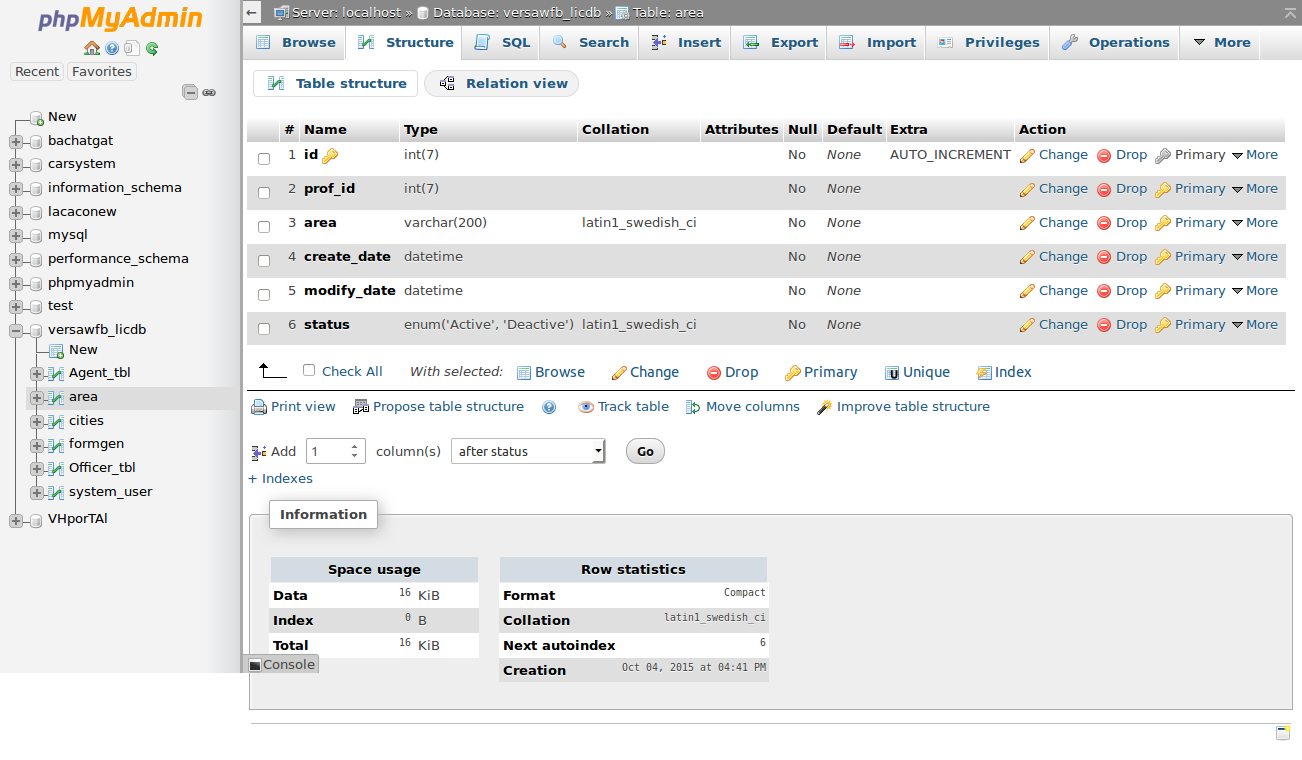 phpMyAdmin
Recent Favorites
New
bachatgat
carsystem
information_schema
lacaconew
mysql
performance_schema
phpmyadmin
test
versawfb_licdb
New
Agent_tbl
area
cities
formgen
Officer_tbl
system_user
VHporTAl
Server: localhost » Database: versawfb_licdb » Table: area
Browse Structure SQL Search Insert Export Import Privileges Operations More
Table structure Relation view
# Name Type Collation Attributes Null Default Extra Action
1 id int(7) No None AUTO_INCREMENT Change Drop Primary More
2 prof_id int(7) No None Change Drop Primary More
3 area varchar(200) latin1_swedish_ci No None Change Drop Primary More
4 create_date datetime No None Change Drop Primary More
5 modify_date datetime No None Change Drop Primary More
6 status enum('Active', 'Deactive') latin1_swedish_ci No None Change Drop Primary More
Check All With selected: Browse Change Drop Primary Unique Index
Print view Propose table structure Track table Move columns Improve table structure
Add 1 column(s) after status Go
+ Indexes
Information
Space usage
Data 16 KiB
Index 0 B
Total 16 KiB
Row statistics
Format Compact
Collation latin1_swedish_ci
Next autoindex 6
Creation Oct 04, 2015 at 04:41 PM
Console